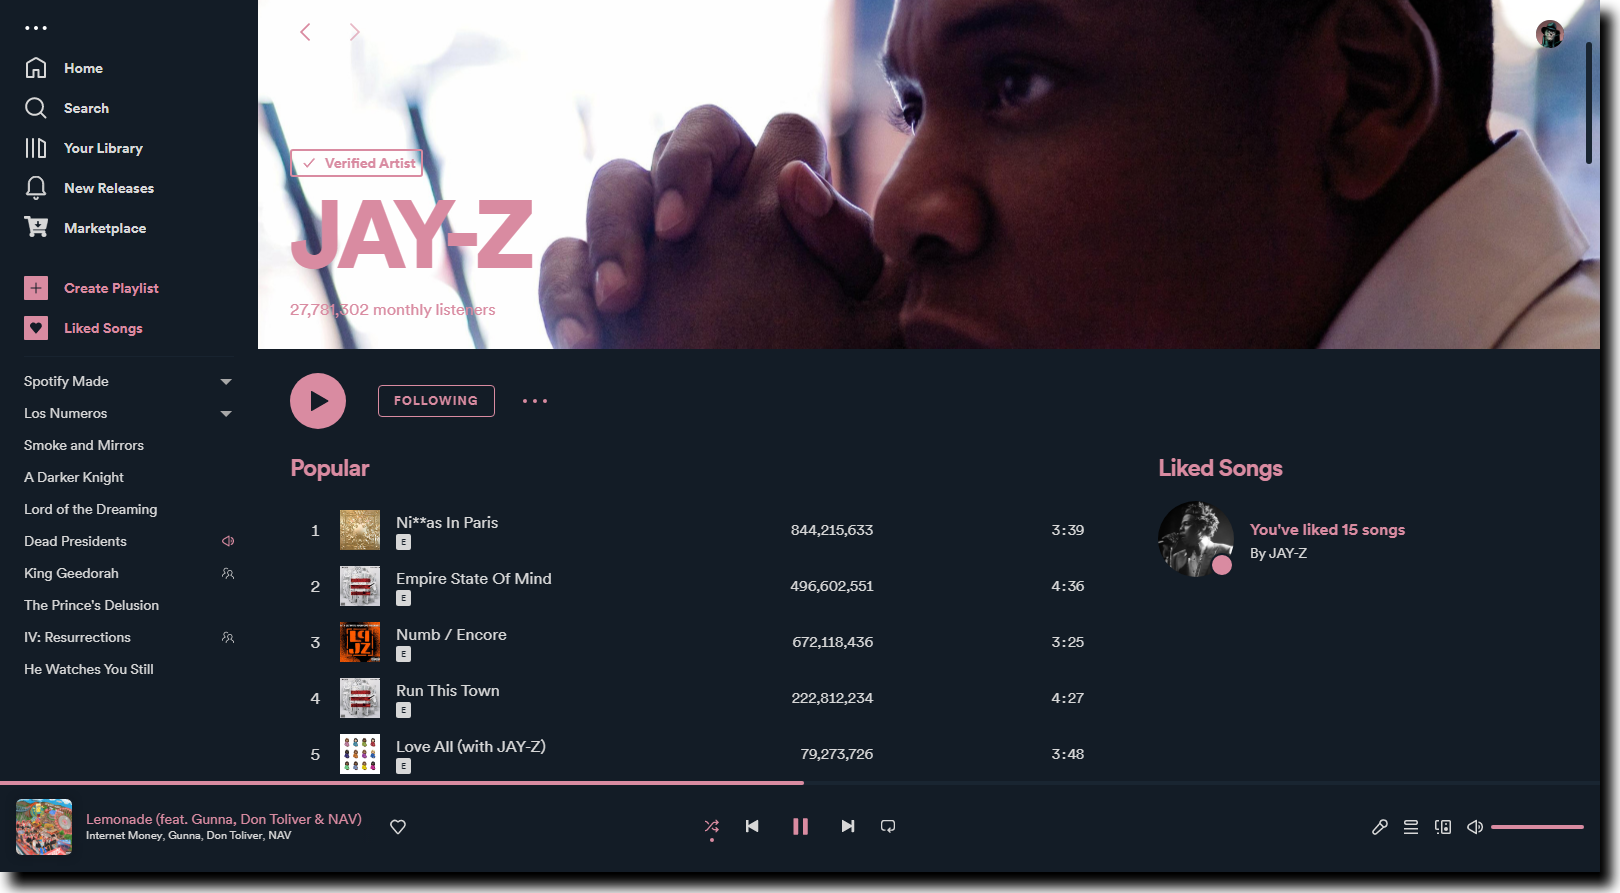 Home
Search
Your Library
New Releases
Marketplace
Create Playlist
Liked Songs
Spotify Made
Los Numeros
Smoke and Mirrors
A Darker Knight
Lord of the Dreaming
Dead Presidents
King Geedorah
The Prince's Delusion
IV: Resurrections
He Watches You Still
Verified Artist
JAY-Z
27,781,302 monthly listeners
FOLLOWING
Popular
1 Ni**as In Paris 844,215,633 3:39
E
2 Empire State Of Mind 496,602,551 4:36
E
3 Numb / Encore 672,118,436 3:25
E
4 Run This Town 222,812,234 4:27
E
5 Love All (with JAY-Z) 79,273,726 3:48
E
Liked Songs
You've liked 15 songs
By JAY-Z
Lemonade (feat. Gunna, Don Toliver & NAV)
Internet Money, Gunna, Don Toliver, NAV